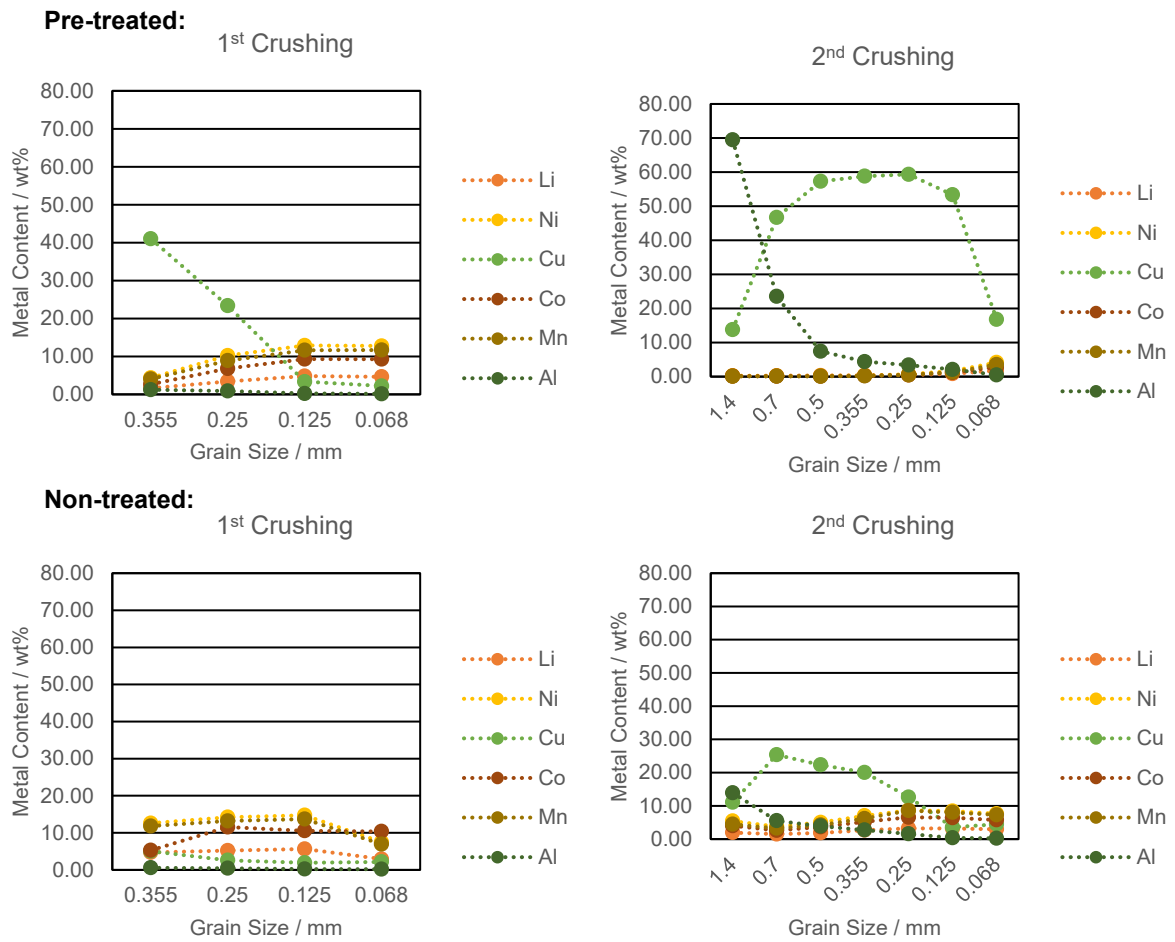 Pre-treated:
1st Crushing
80.00
70.00
60.00
50.00
40.00
30.00
20.00
10.00
0.00
Metal Content / wt%
0.355 0.25 0.125 0.068
Grain Size / mm
Li
Ni
Cu
Co
Mn
Al
2nd Crushing
80.00
70.00
60.00
50.00
40.00
30.00
20.00
10.00
0.00
Metal Content / wt%
1.4 0.7 0.5 0.355 0.25 0.125 0.068
Grain Size / mm
Li
Ni
Cu
Co
Mn
Al
Non-treated:
1st Crushing
80.00
70.00
60.00
50.00
40.00
30.00
20.00
10.00
0.00
Metal Content / wt%
0.355 0.25 0.125 0.068
Grain Size / mm
Li
Ni
Cu
Co
Mn
Al
2nd Crushing
80.00
70.00
60.00
50.00
40.00
30.00
20.00
10.00
0.00
Metal Content / wt%
1.4 0.7 0.5 0.355 0.25 0.125 0.068
Grain Size / mm
Li
Ni
Cu
Co
Mn
Al